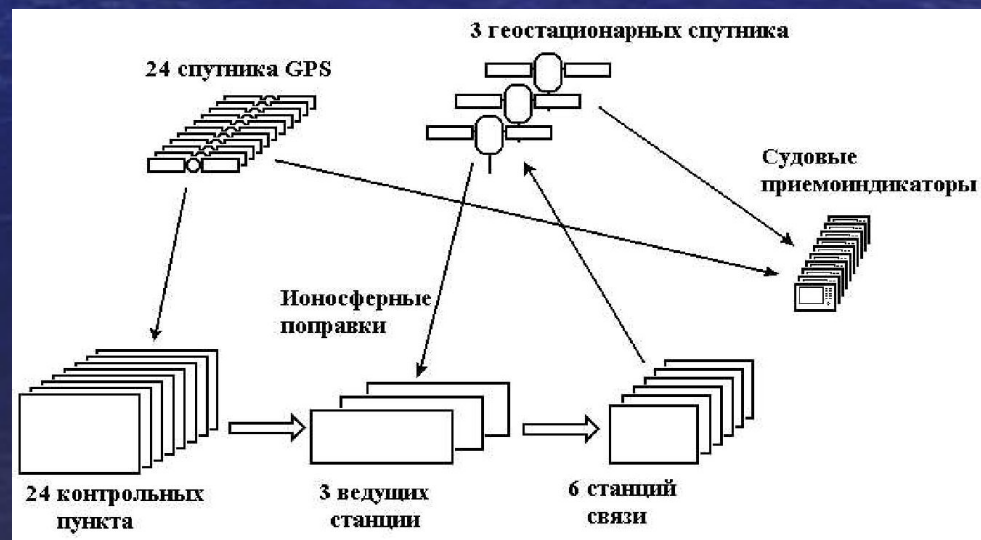 3 геостационарных спутника
24 спутника GPS
Судовые
приемоиндикаторы
Ионосферные
поправки
24 контрольных
пункта
3 ведущих
станции
6 станций
связи